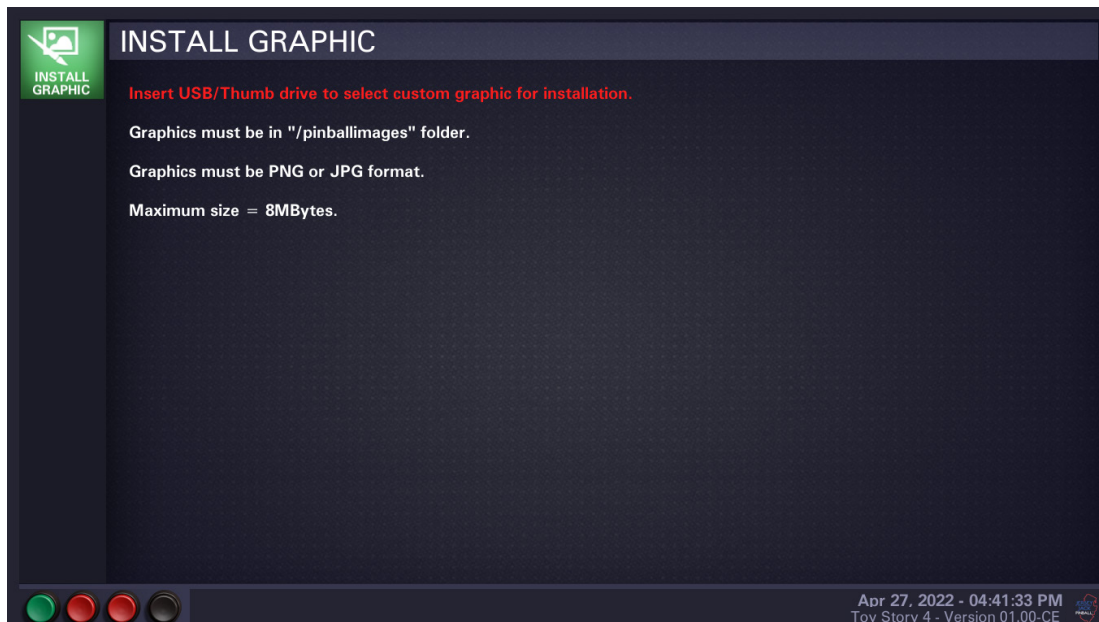 INSTALL GRAPHIC
INSTALL
GRAPHIC
Insert USB/Thumb drive to select custom graphic for installation.
Graphics must be in "/pinballimages" folder.
Graphics must be PNG or JPG format.
Maximum size = 8MBytes.
Apr 27, 2022 - 04:41:33 PM
Toy Story 4 - Version 01.00-CE
PINBALL